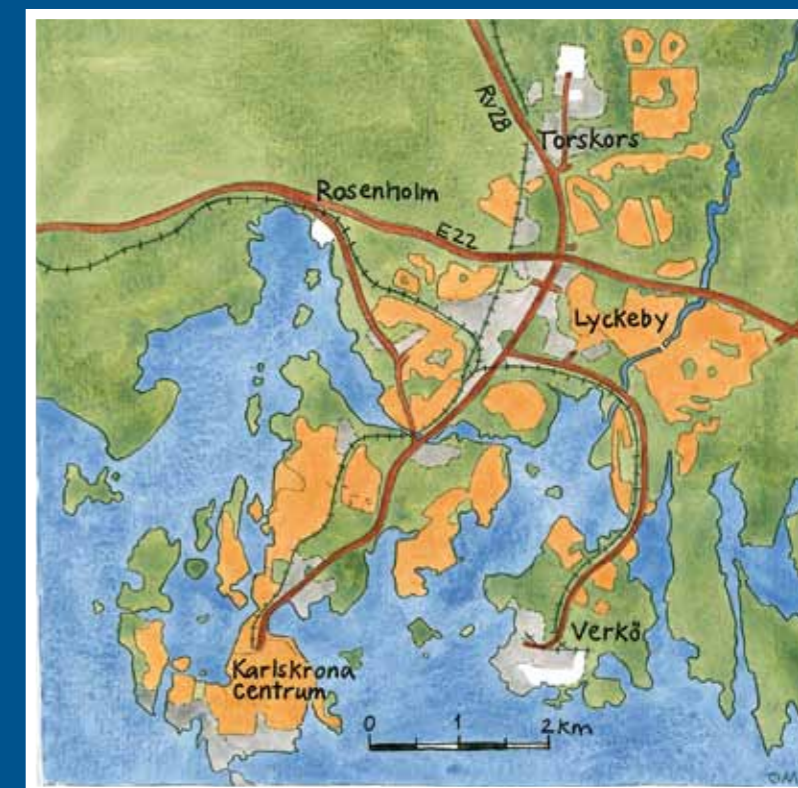 Rv28
Torskors
Rosenholm
E22
Lyckeby
Verkö
Karlskrona
Centrum
0 1 2 km